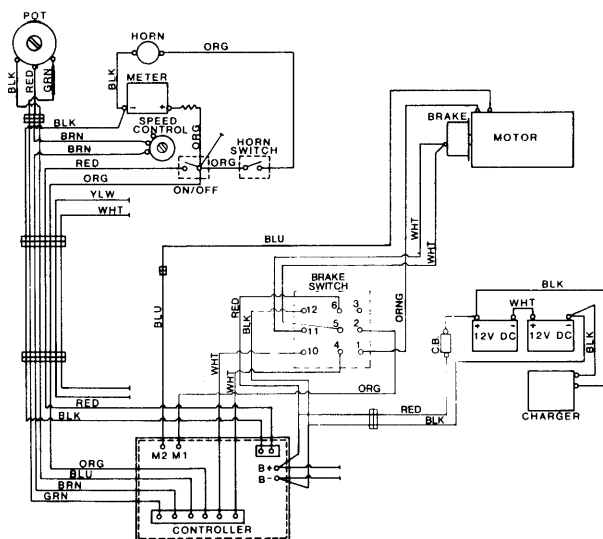 POT
BLK
RED
GRN
HORN
ORG
BLK
METER
- +
BLK
SPEED
CONTROL
BRN
BRN
ORG
RED
ORG
HORN
SWITCH
ORG
ON/OFF
YLW
WHT
BRAKE
MOTOR
WHT
WHT
BLU
BLU
BRAKE
SWITCH
RED
BLK
12 6 3
11 5 2
10 4 1
ORNG
WHT
WHT
ORG
BLK
WHT
+ - + -
12V DC 12V DC
C.B.
BLK
CHARGER
RED
BLK
RED
BLK
M2 M1
B+
B-
ORG
BLU
BRN
GRN
CONTROLLER